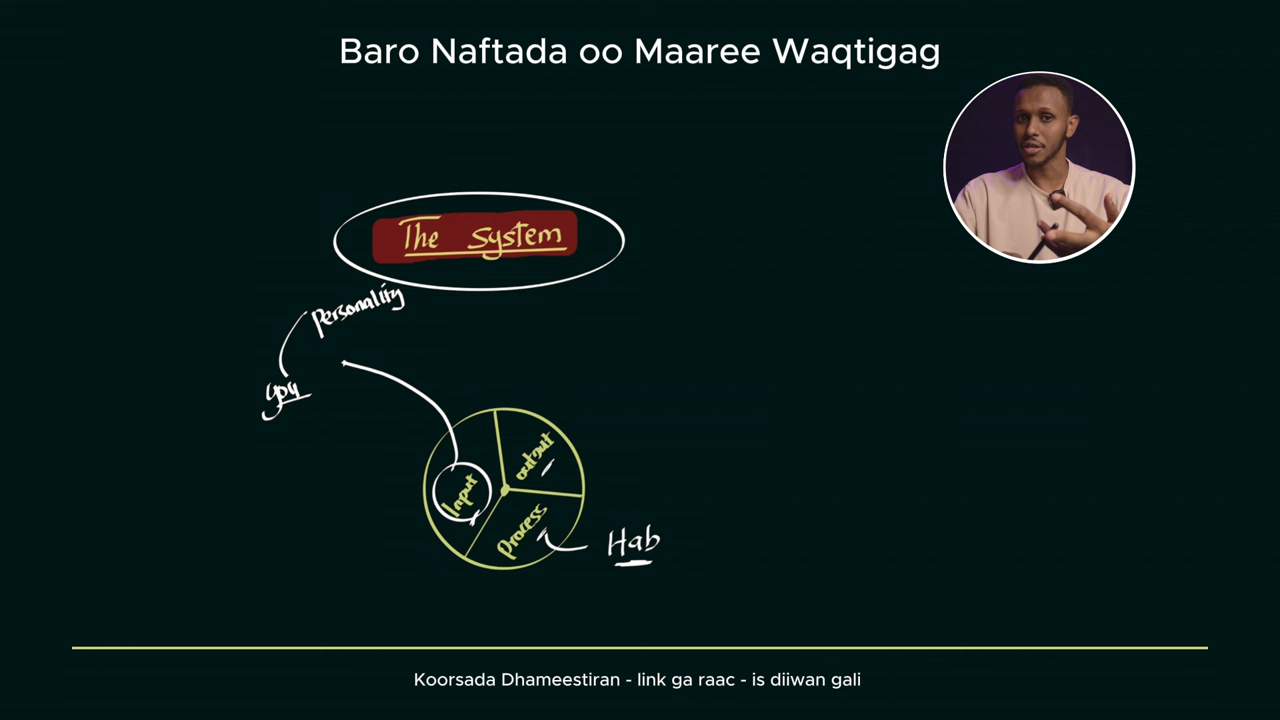 Baro Naftada oo Maaree Waqtigag
The System
Personality
you
output
Input
Process
Hab
Koorsada Dhameestiran - link ga raac - is diiwan gali